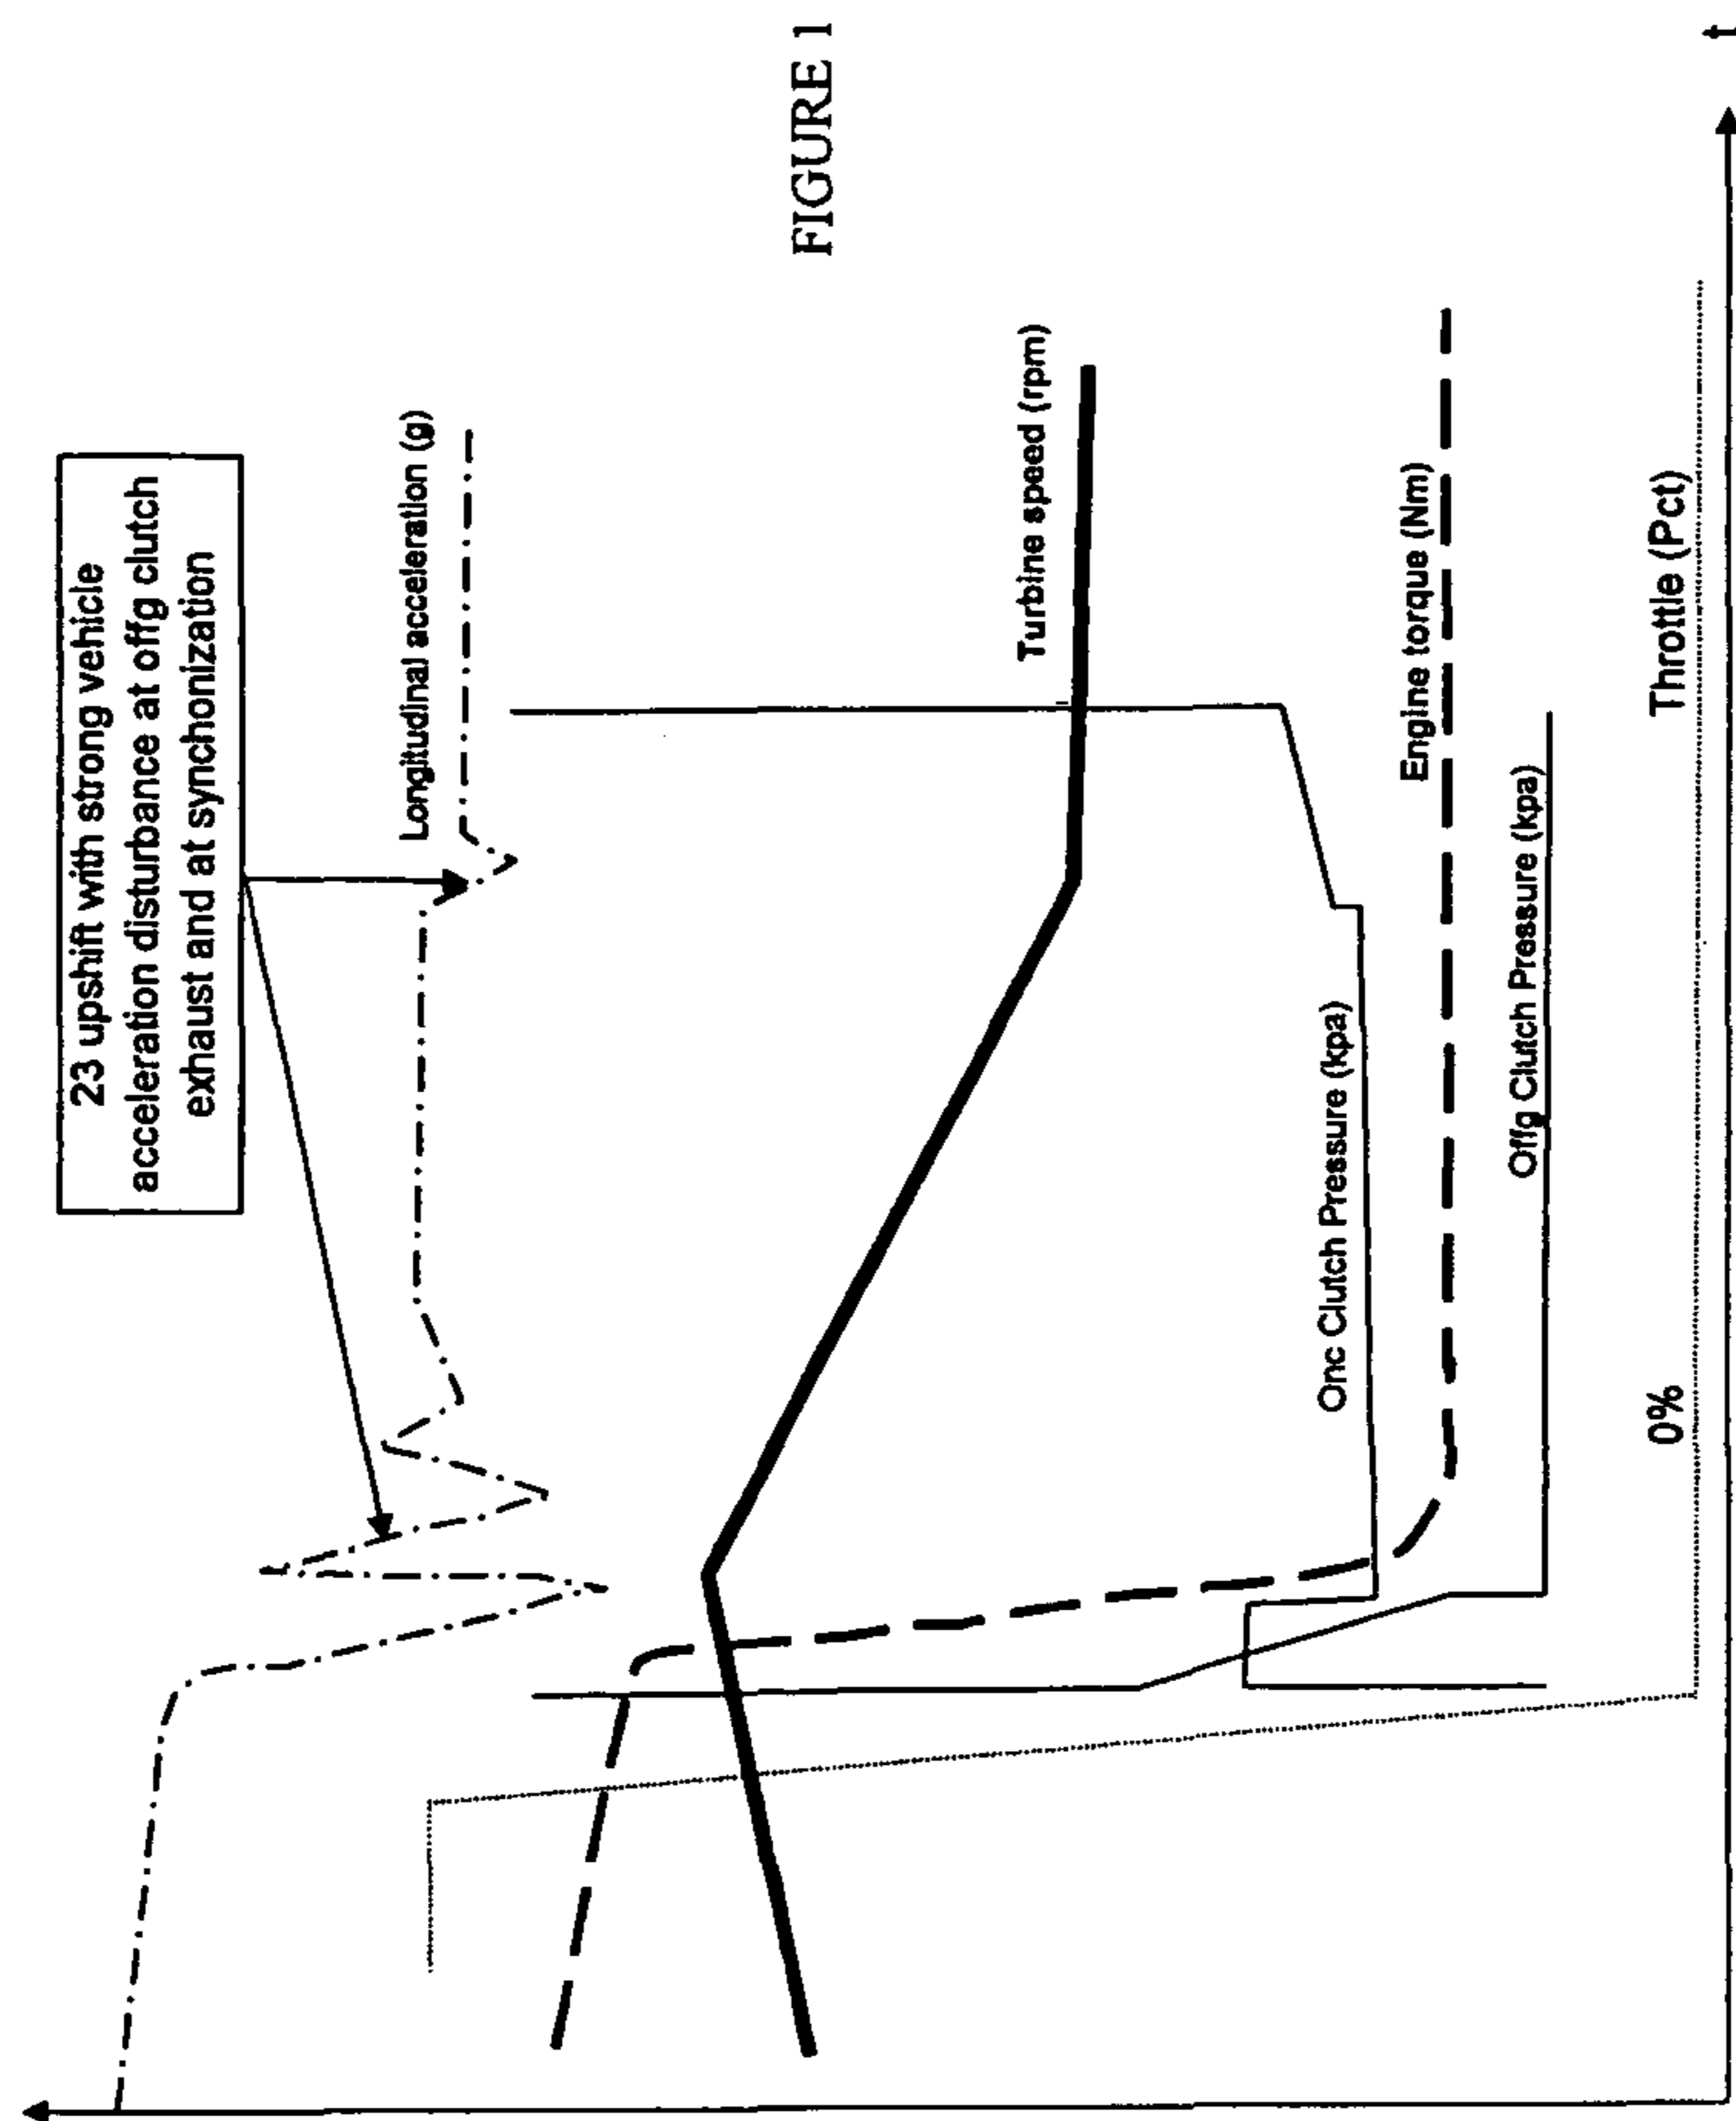 23 upshift with strong vehicle
acceleration disturbance at offg clutch
exhaust and at synchonization
Longitudinal acceleration (g)
FIGURE 1
Turbine speed (rpm)
Onc Clutch Pressure (kpa)
Engine torque (Nm)
Offg Clutch Pressure (kpa)
0%
Throttle (Pct)
t